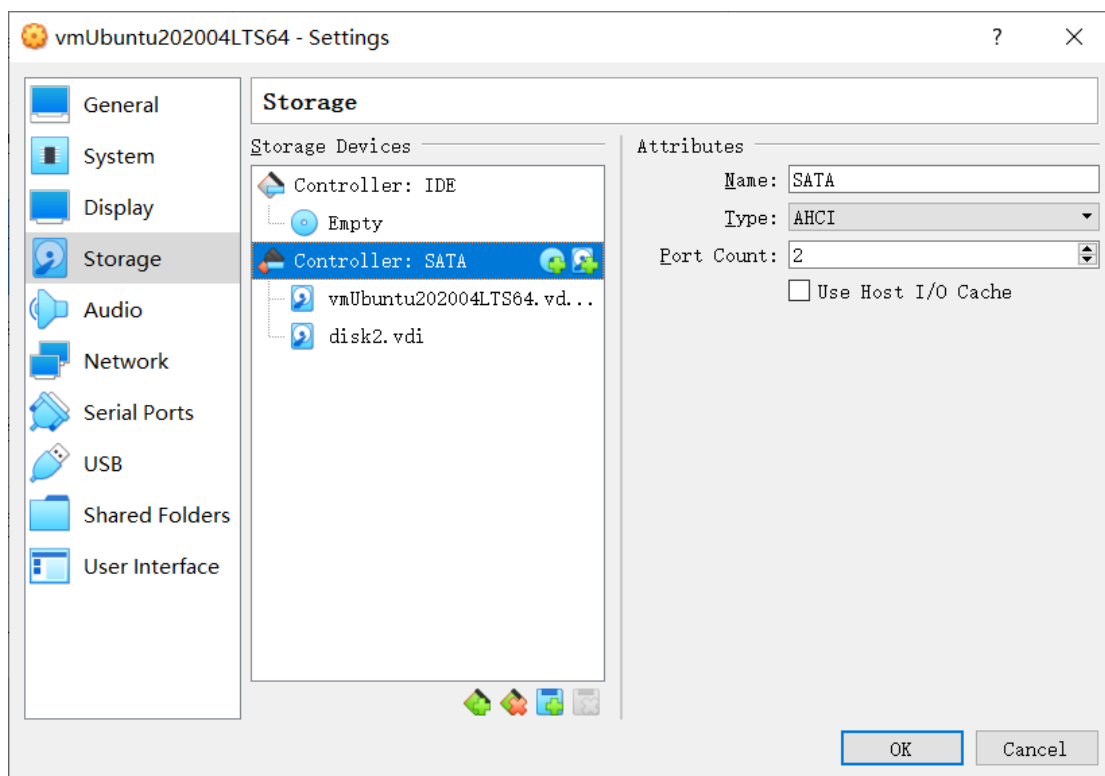 vmUbuntu202004LTS64 - Settings ?
General
System
Display
Storage
Audio
Network
Serial Ports
USB
Shared Folders
User Interface
Storage
Storage Devices
Controller: IDE
Empty
Controller: SATA
vmUbuntu202004LTS64.vd...
disk2.vdi
Attributes
Name: SATA
Type: AHCI
Port Count: 2
Use Host I/O Cache
OK
Cancel